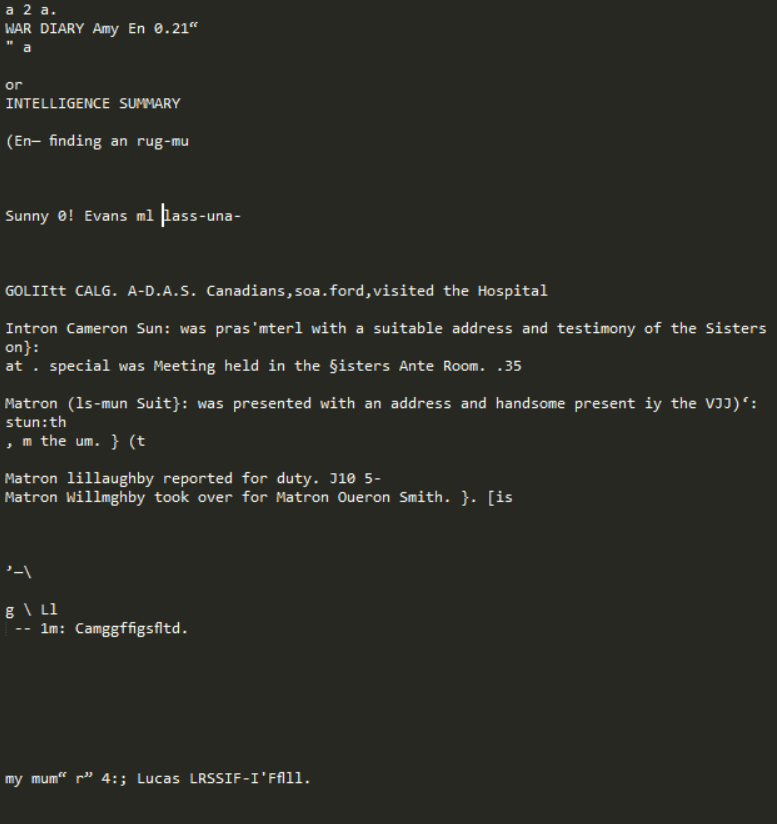 a 2 a.
WAR DIARY Amy En 0.21“
" a
or
INTELLIGENCE SUMMARY
(En— finding an rug-mu
Sunny 0! Evans ml lass-una-
GOLIItt CALG. A-D.A.S. Canadians,soa.ford,visited the Hospital
Intron Cameron Sun: was pras'mterl with a suitable address and testimony of the Sisters
on}:
at . special was Meeting held in the §isters Ante Room. .35
Matron (ls-mun Suit}: was presented with an address and handsome present iy the VJJ)‘:
stun:th
, m the um. } (t
Matron lillaughby reported for duty. J10 5-
Matron Willmghby took over for Matron Oueron Smith. }. [is
’—\
g \ Ll
-- 1m: Camggffigsfltd.
my mum“ r” 4:; Lucas LRSSIF-I'Fflll.